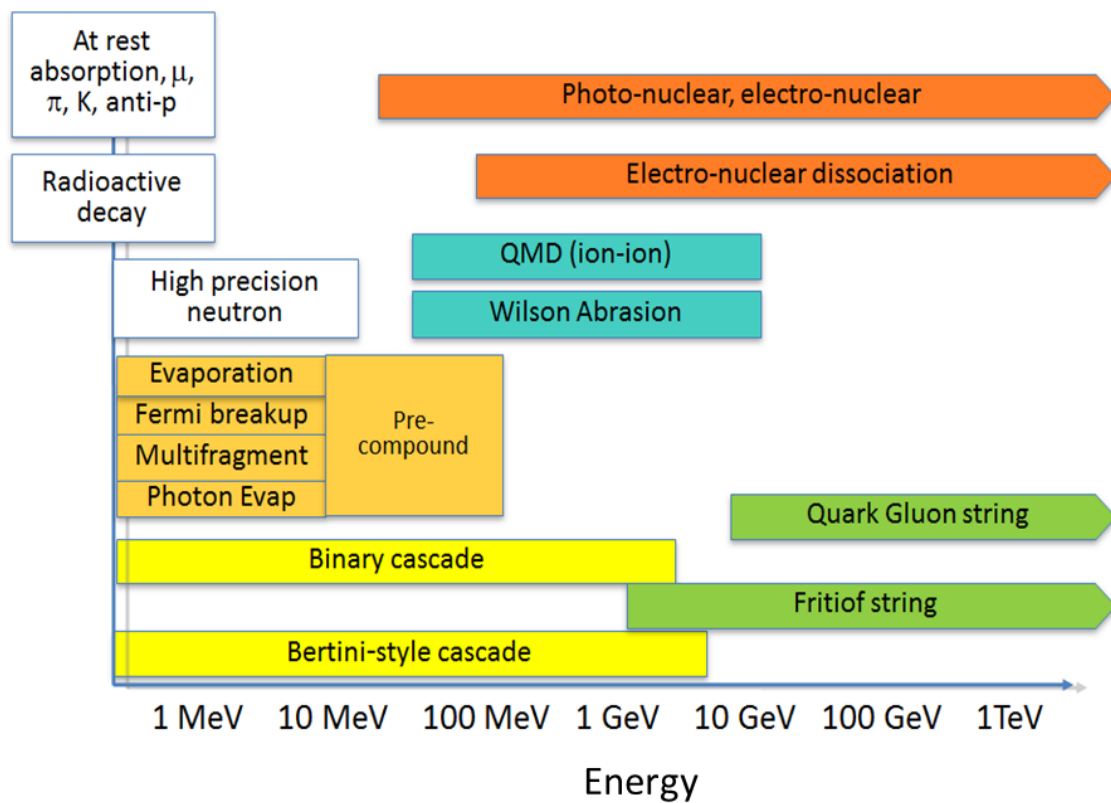 At rest
absorption, μ,
π, K, anti-p
Photo-nuclear, electro-nuclear
Radioactive
decay
Electro-nuclear dissociation
QMD (ion-ion)
High precision
neutron
Wilson Abrasion
Evaporation
Fermi breakup
Multifragment
Photon Evap
Pre-
compound
Quark Gluon string
Binary cascade
Fritiof string
Bertini-style cascade
1 MeV 10 MeV 100 MeV 1 GeV 10 GeV 100 GeV 1TeV
Energy